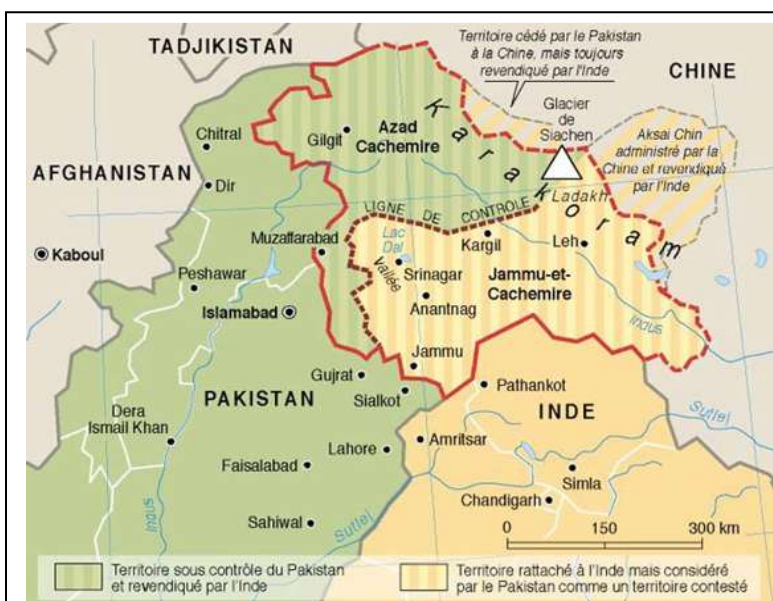 TADJIKISTAN
Territoire cédé par le Pakistan
à la Chine, mais toujours
revendiqué par l'Inde
CHINE
Glacier
de
Siachen
Aksai Chin
administré par la
Chine et revendiqué
par l'Inde
Karakoram
Chitral
Gilgit
Azad
Cachemire
AFGHANISTAN
Dir
Ladakh
LIGNE DE CONTRÔLE
Kaboul
Muzaffarabad
Lac
Dal
Kargil
Leh
Vallée
Srinagar
Jammu-et-
Cachemire
Peshawar
Islamabad
Anantnag
Indus
Jammu
Gujrat
Sialkot
Pathankot
PAKISTAN
INDE
Sutlej
Dera
Ismail Khan
Lahore
Amritsar
Faisalabad
Simla
Chandigarh
Indus
Sahiwal
Sutlej
0 150 300 km
Territoire sous contrôle du Pakistan
et revendiqué par l'Inde
Territoire rattaché à l'Inde mais considéré
par le Pakistan comme un territoire contesté